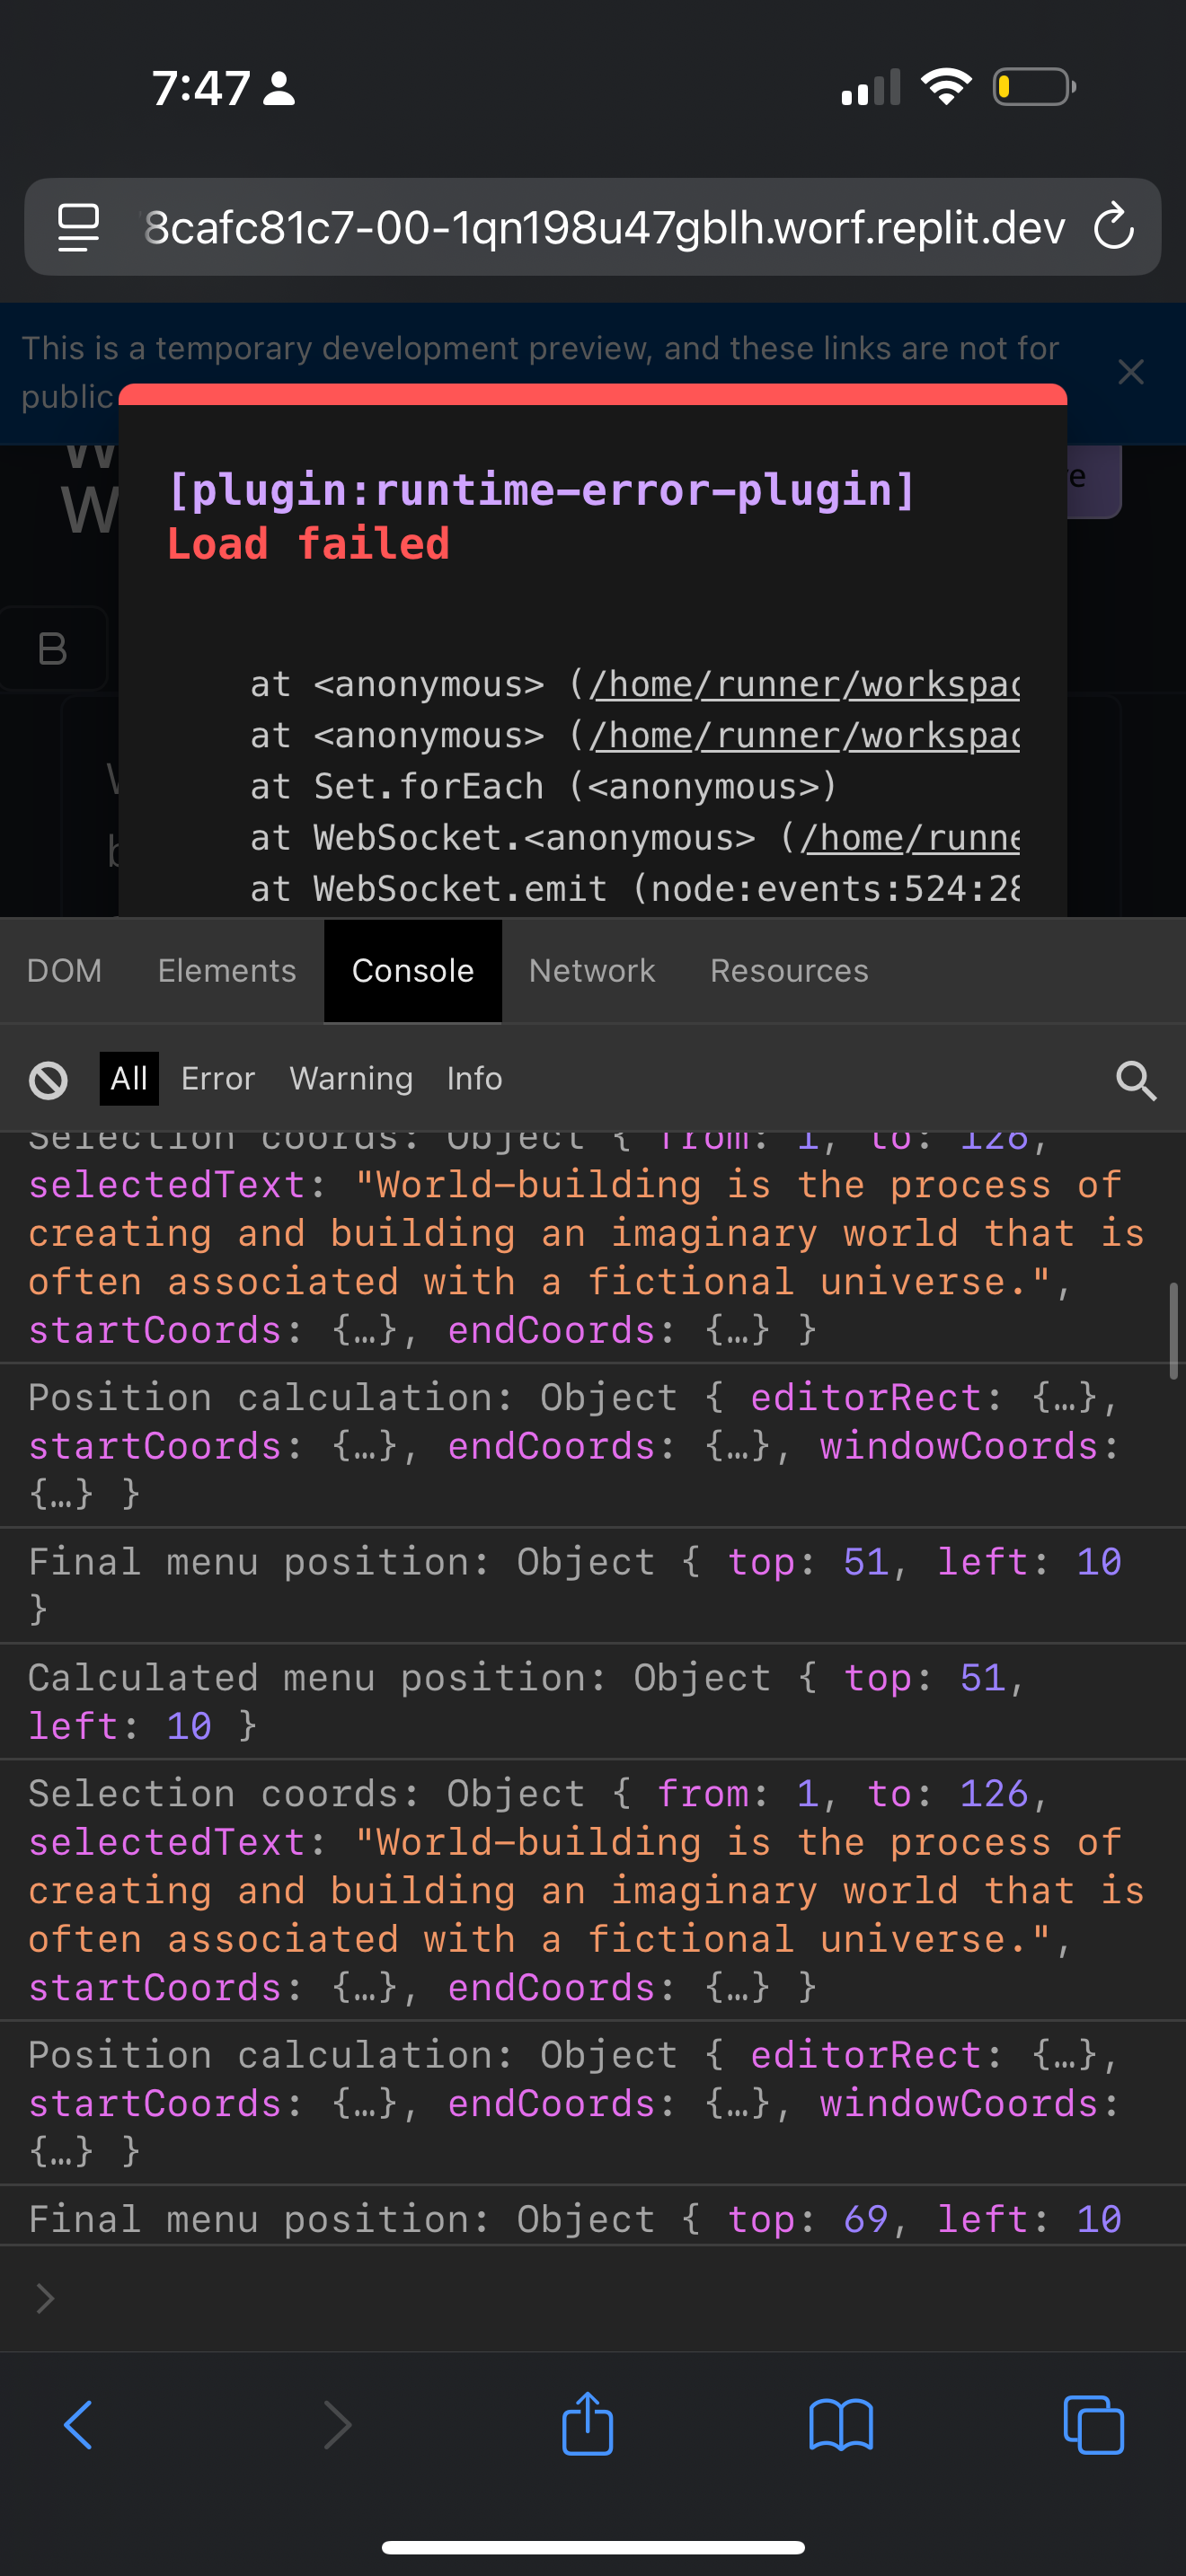 7:47
8cafc81c7-00-1qn198u47gblh.worf.replit.dev
This is a temporary development preview, and these links are not for
public
W
W
e
[plugin:runtime-error-plugin]
Load failed
B
at <anonymous> (/home/runner/workspac
at <anonymous> (/home/runner/workspac
at Set.forEach (<anonymous>)
at WebSocket.<anonymous> (/home/runne
at WebSocket.emit (node:events:524:28
DOM Elements Console Network Resources
All Error Warning Info
Selection coords: Object { from: 1, to: 126,
selectedText: "World-building is the process of
creating and building an imaginary world that is
often associated with a fictional universe.",
startCoords: {…}, endCoords: {…} }
Position calculation: Object { editorRect: {…},
startCoords: {…}, endCoords: {…}, windowCoords:
{…} }
Final menu position: Object { top: 51, left: 10
}
Calculated menu position: Object { top: 51,
left: 10 }
Selection coords: Object { from: 1, to: 126,
selectedText: "World-building is the process of
creating and building an imaginary world that is
often associated with a fictional universe.",
startCoords: {…}, endCoords: {…} }
Position calculation: Object { editorRect: {…},
startCoords: {…}, endCoords: {…}, windowCoords:
{…} }
Final menu position: Object { top: 69, left: 10